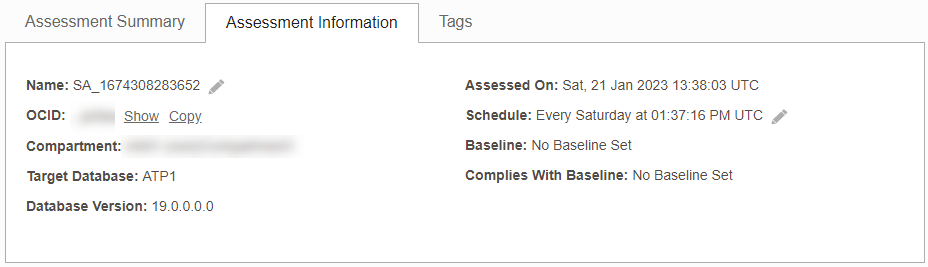 Assessment Summary
Assessment Information
Tags
Name: SA_1674308283652
OCID: Show Copy
Compartment:
Target Database: ATP1
Database Version: 19.0.0.0.0
Assessed On: Sat, 21 Jan 2023 13:38:03 UTC
Schedule: Every Saturday at 01:37:16 PM UTC
Baseline: No Baseline Set
Complies With Baseline: No Baseline Set